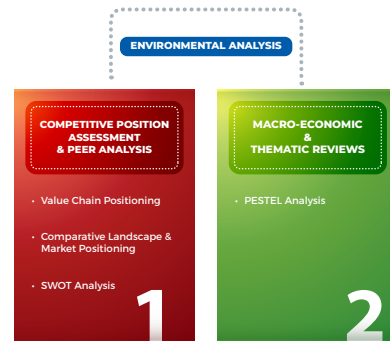 ENVIRONMENTAL ANALYSIS
COMPETITIVE POSITION
ASSESSMENT
& PEER ANALYSIS
• Value Chain Positioning
• Comparative Landscape &
Market Positioning
• SWOT Analysis
1
MACRO-ECONOMIC
&
THEMATIC REVIEWS
• PESTEL Analysis
2